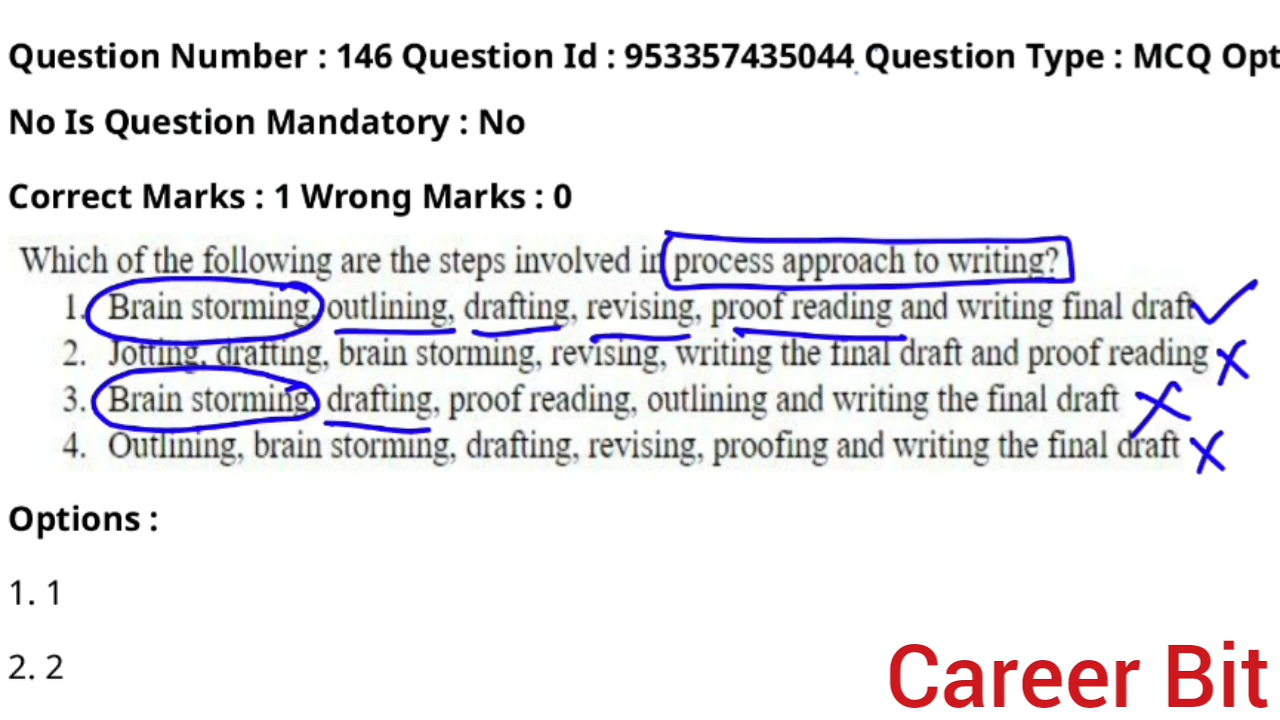 Question Number : 146 Question Id : 953357435044 Question Type : MCQ Opt
No Is Question Mandatory : No
Correct Marks : 1 Wrong Marks : 0
Which of the following are the steps involved in process approach to writing?
1. Brain storming, outlining, drafting, revising, proof reading and writing final draft
2. Jotting, drafting, brain storming, revising, writing the final draft and proof reading
3. Brain storming, drafting, proof reading, outlining and writing the final draft
4. Outlining, brain storming, drafting, revising, proofing and writing the final draft
Options :
1. 1
2. 2
Career Bit